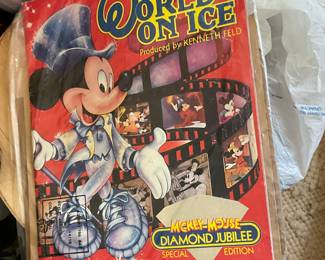 WORLD
ON ICE
Produced by KENNETH FELD
MICKEY MOUSE
DIAMOND JUBILEE
SPECIAL EDITION